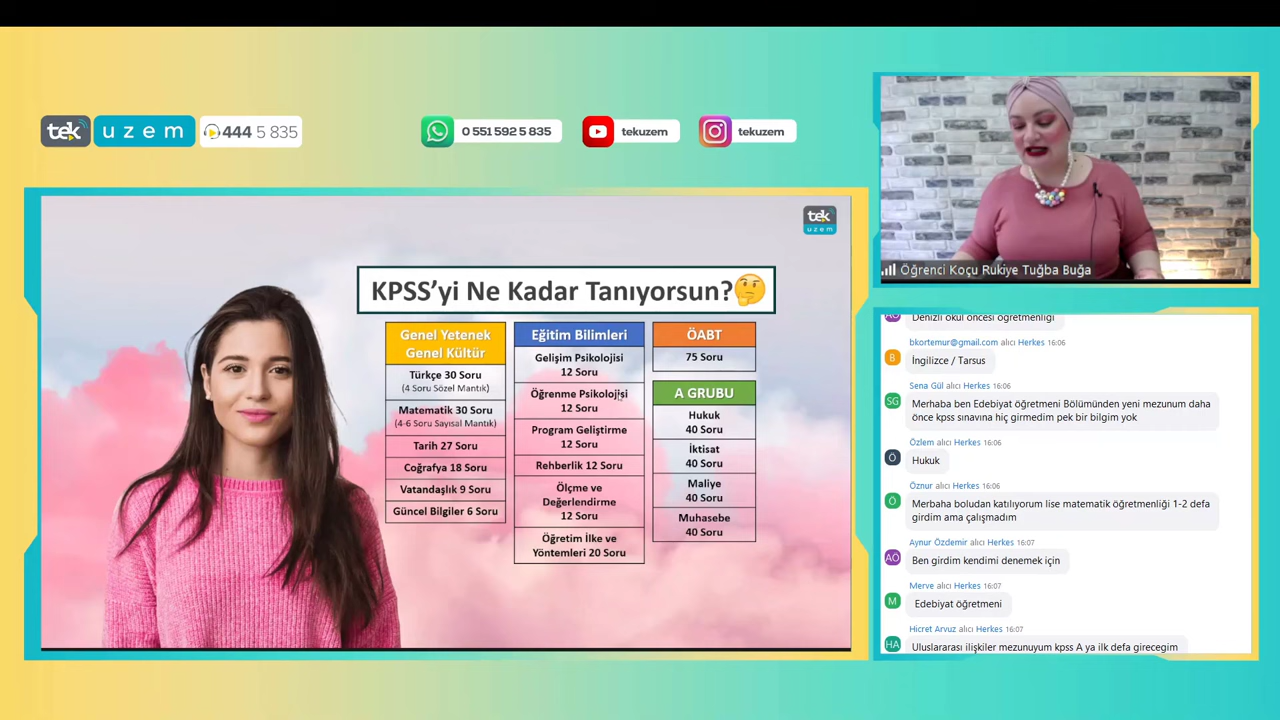 tek uzem 444 5 835
0 551 592 5 835
tekuzem
tekuzem
tek
uzem
KPSS'yi Ne Kadar Tanıyorsun?🤔
Genel Yetenek
Genel Kültür
Türkçe 30 Soru
(4 Soru Sözel Mantık)
Matematik 30 Soru
(4-6 Soru Sayısal Mantık)
Tarih 27 Soru
Coğrafya 18 Soru
Vatandaşlık 9 Soru
Güncel Bilgiler 6 Soru
Eğitim Bilimleri
Gelişim Psikolojisi
12 Soru
Öğrenme Psikolojisi
12 Soru
Program Geliştirme
12 Soru
Rehberlik 12 Soru
Ölçme ve
Değerlendirme
12 Soru
Öğretim İlke ve
Yöntemleri 20 Soru
ÖABT
75 Soru
A GRUBU
Hukuk
40 Soru
İktisat
40 Soru
Maliye
40 Soru
Muhasebe
40 Soru
Öğrenci Koçu Rukiye Tuğba Buğa
AÖ
Denizli okul öncesi öğretmenliği
bkortemur@gmail.com alıcı Herkes 16:06
B
İngilizce / Tarsus
Sena Gül alıcı Herkes 16:06
SG
Merhaba ben Edebiyat öğretmeni Bölümünden yeni mezunum daha
önce kpss sınavına hiç girmedim pek bir bilgim yok
Özlem alıcı Herkes 16:06
Ö
Hukuk
Öznur alıcı Herkes 16:06
Ö
Merbaha boludan katılıyorum lise matematik öğretmenliği 1-2 defa
girdim ama çalışmadım
Aynur Özdemir alıcı Herkes 16:07
AÖ
Ben girdim kendimi denemek için
Merve alıcı Herkes 16:07
M
Edebiyat öğretmeni
Hicret Arvuz alıcı Herkes 16:07
HA
Uluslararası ilişkiler mezunuyum kpss A ya ilk defa girecegim